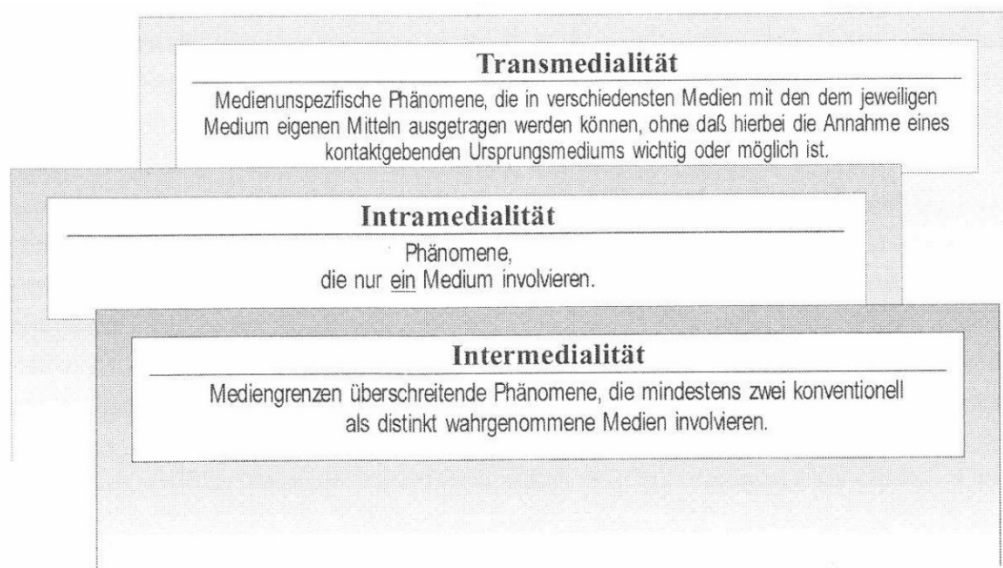 Transmedialität
Medienunspezifische Phänomene, die in verschiedensten Medien mit den dem jeweiligen
Medium eigenen Mitteln ausgetragen werden können, ohne daß hierbei die Annahme eines
kontaktgebenden Ursprungsmediums wichtig oder möglich ist.
Intramedialität
Phänomene,
die nur ein Medium involvieren.
Intermedialität
Mediengrenzen überschreitende Phänomene, die mindestens zwei konventionell
als distinkt wahrgenommene Medien involvieren.